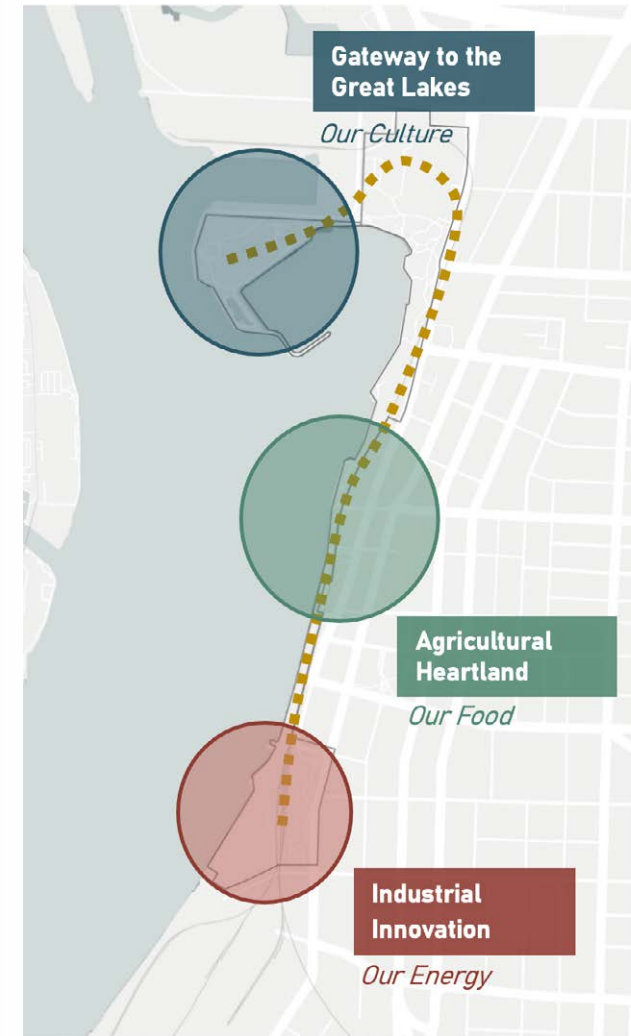 Gateway to the
Great Lakes
Our Culture
Agricultural
Heartland
Our Food
Industrial
Innovation
Our Energy